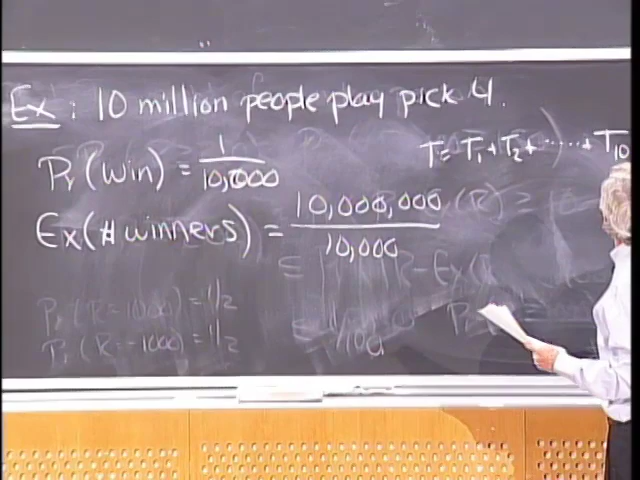 Ex: 10 million people play pick 4.
T = T₁ + T₂ + ...... + T₁₀
Pr(win) = 1/10,000
Ex(# winners) = 10,000,000/10,000
Pr(R=1000) = 1/2
Pr(R=-1000) = 1/2